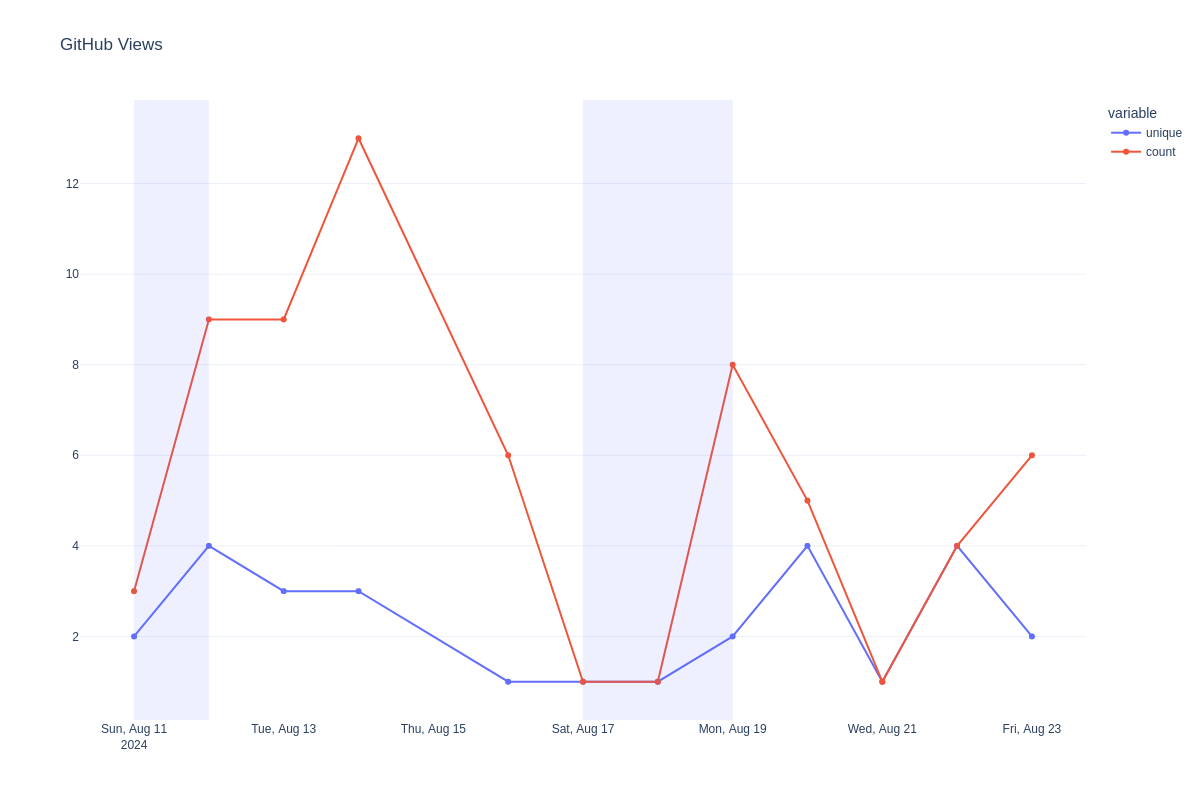 GitHub Views
variable
unique
count
12
10
8
6
4
2
Sun, Aug 11
2024
Tue, Aug 13
Thu, Aug 15
Sat, Aug 17
Mon, Aug 19
Wed, Aug 21
Fri, Aug 23